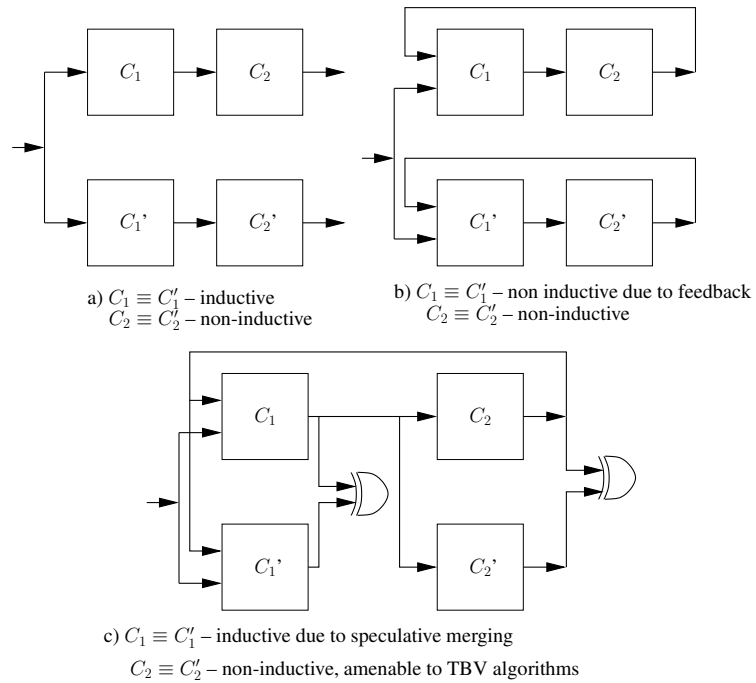 C₁ C₂
C₁’ C₂’
a) C₁ ≡ C₁′ – inductive
C₂ ≡ C₂′ – non-inductive
C₁ C₂
C₁’ C₂’
b) C₁ ≡ C₁′ – non inductive due to feedback
C₂ ≡ C₂′ – non-inductive
C₁ C₂
C₁’ C₂’
c) C₁ ≡ C₁′ – inductive due to speculative merging
C₂ ≡ C₂′ – non-inductive, amenable to TBV algorithms